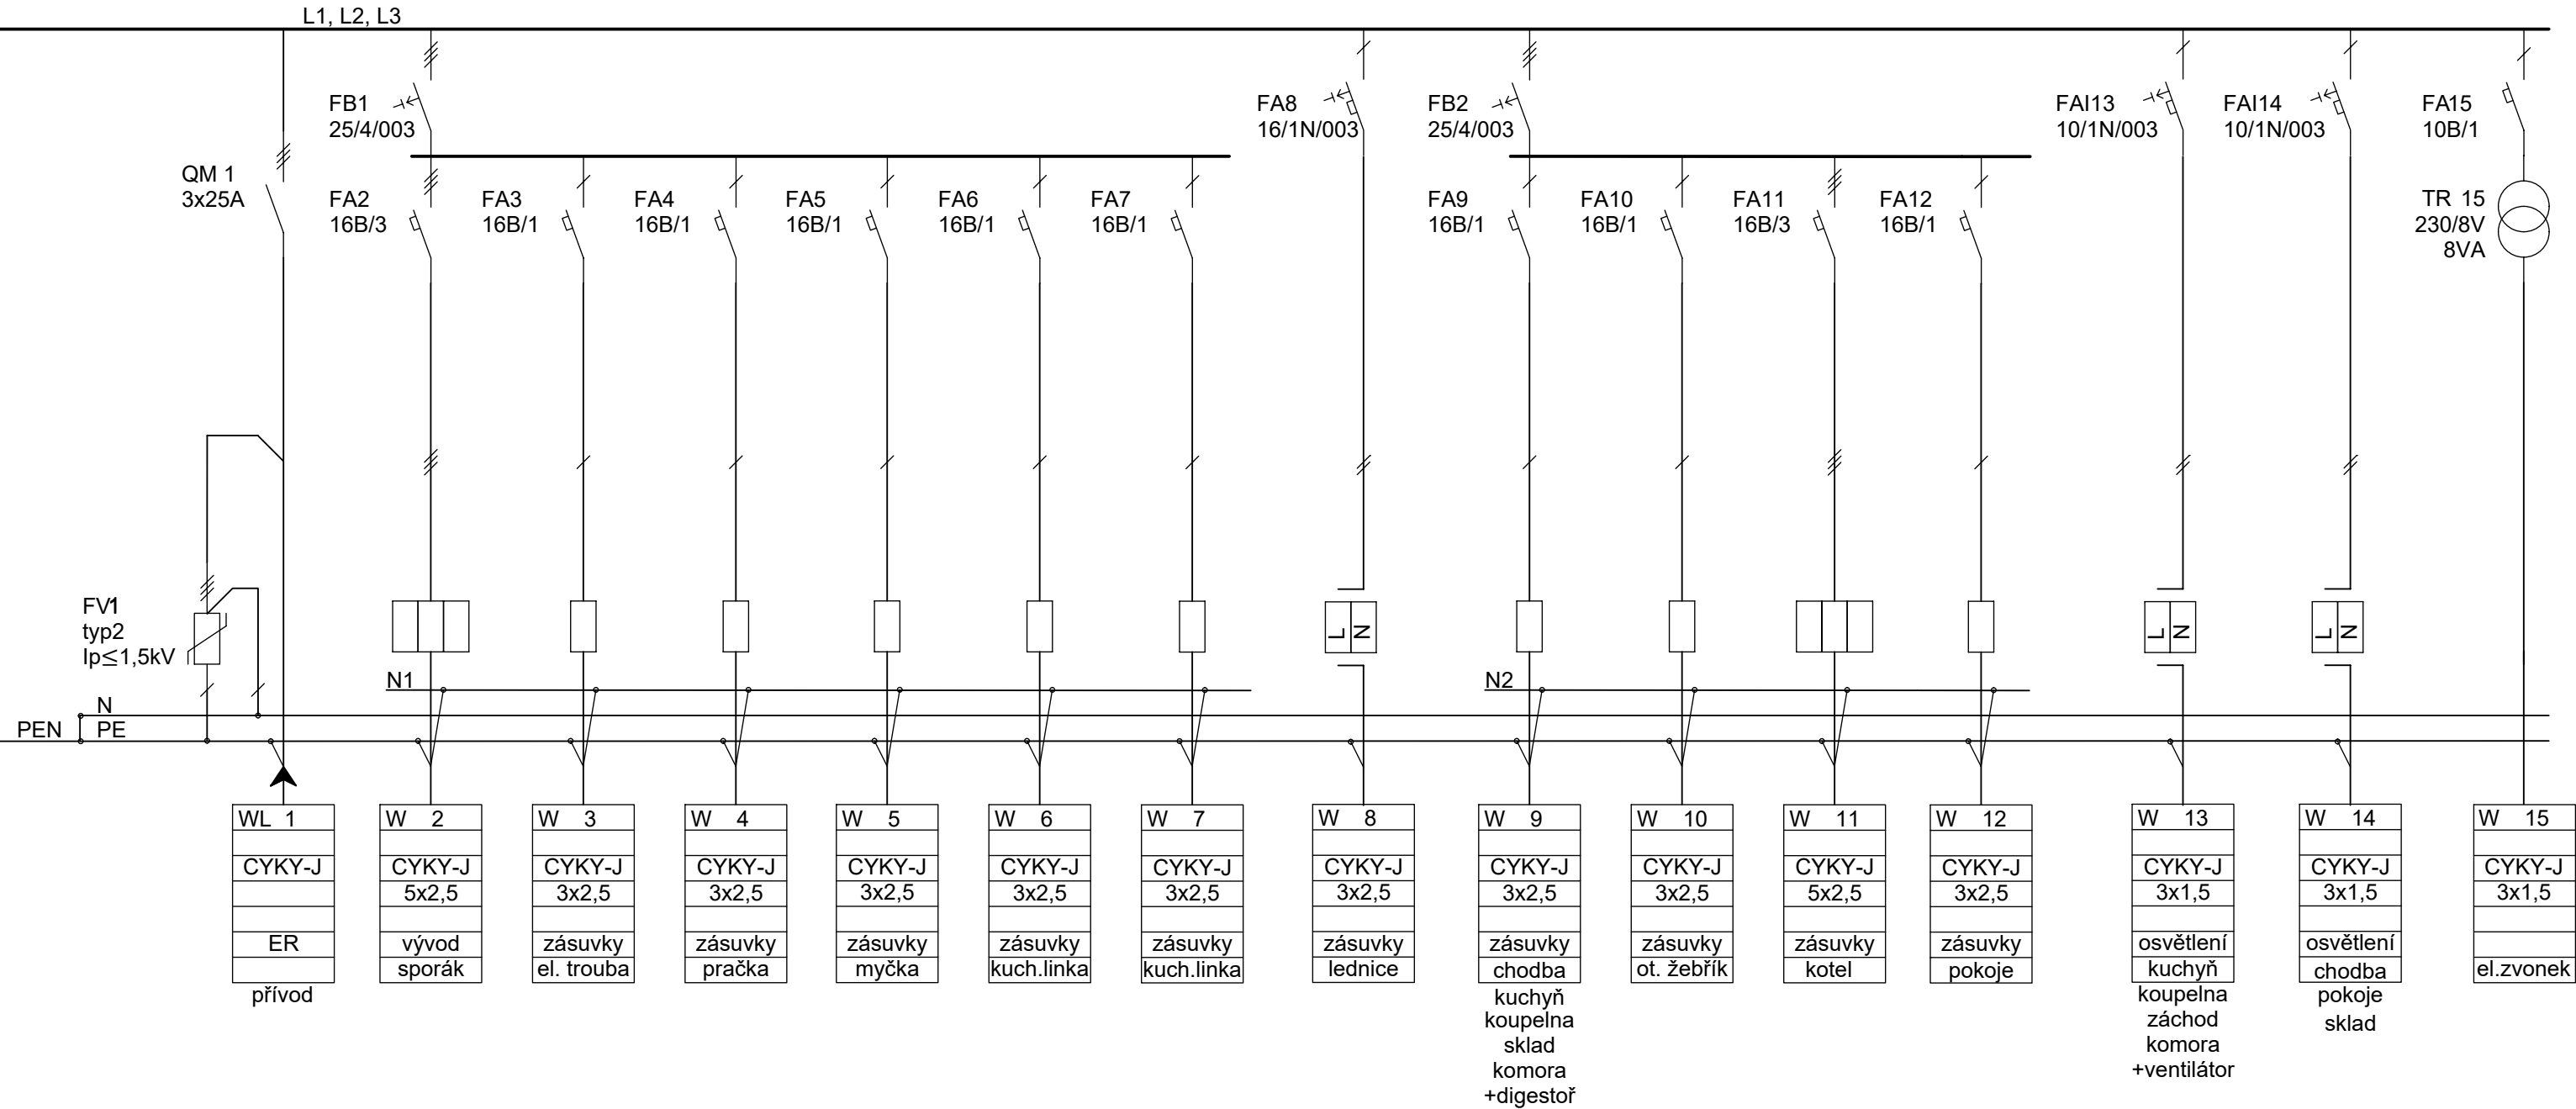 L1, L2, L3
QM 1
3x25A
FB1
25/4/003
FA2
16B/3
FA3
16B/1
FA4
16B/1
FA5
16B/1
FA6
16B/1
FA7
16B/1
FA8
16/1N/003
FB2
25/4/003
FA9
16B/1
FA10
16B/1
FA11
16B/3
FA12
16B/1
FAI13
10/1N/003
FAI14
10/1N/003
FA15
10B/1
TR 15
230/8V
8VA
FV1
typ2
Ip≤1,5kV
L N
L N
L N
N1
N2
N
PEN
PE
WL 1
CYKY-J
ER
přívod
W 2
CYKY-J
5x2,5
vývod
sporák
W 3
CYKY-J
3x2,5
zásuvky
el. trouba
W 4
CYKY-J
3x2,5
zásuvky
pračka
W 5
CYKY-J
3x2,5
zásuvky
myčka
W 6
CYKY-J
3x2,5
zásuvky
kuch.linka
W 7
CYKY-J
3x2,5
zásuvky
kuch.linka
W 8
CYKY-J
3x2,5
zásuvky
lednice
W 9
CYKY-J
3x2,5
zásuvky
chodba
kuchyň
koupelna
sklad
komora
+digestoř
W 10
CYKY-J
3x2,5
zásuvky
ot. žebřík
W 11
CYKY-J
5x2,5
zásuvky
kotel
W 12
CYKY-J
3x2,5
zásuvky
pokoje
W 13
CYKY-J
3x1,5
osvětlení
kuchyň
koupelna
záchod
komora
+ventilátor
W 14
CYKY-J
3x1,5
osvětlení
chodba
pokoje
sklad
W 15
CYKY-J
3x1,5
el.zvonek